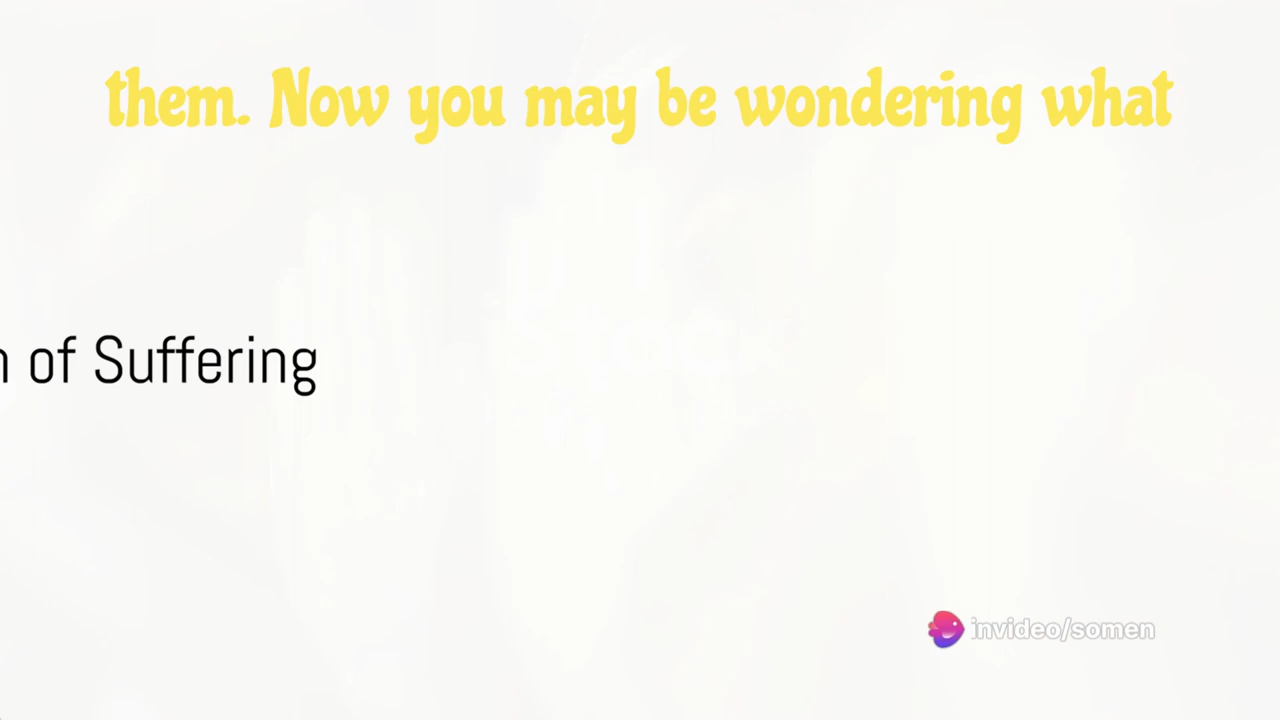 them. Now you may be wondering what
of Suffering
invideo/somen